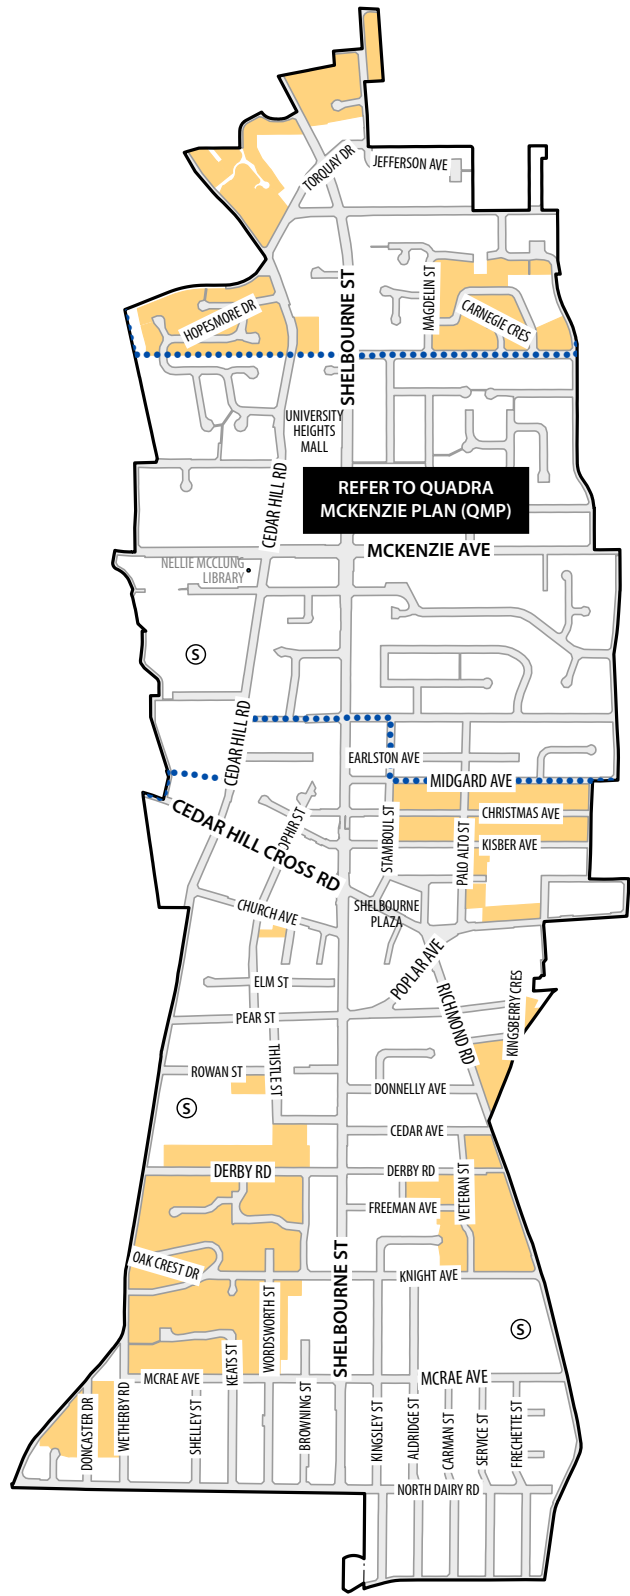 TORQUAY DR
JEFFERSON AVE
SHELBOURNE ST
MAGDELIN ST
CARNEGIE CRES
HOPESMORE DR
UNIVERSITY
HEIGHTS
MALL
CEDAR HILL RD
REFER TO QUADRA
MCKENZIE PLAN (QMP)
MCKENZIE AVE
NELLIE MCCLUNG
LIBRARY
S
CEDAR HILL RD
EARLSTON AVE
MIDGARD AVE
CEDAR HILL CROSS RD
OPHIR ST
STAMBOUL ST
CHRISTMAS AVE
PALO ALTO ST
KISBER AVE
CHURCH AVE
SHELBOURNE
PLAZA
POPLAR AVE
ELM ST
RICHMOND RD
KINGSBERRY CRES
PEAR ST
THISTLE ST
ROWAN ST
DONNELLY AVE
S
CEDAR AVE
DERBY RD
DERBY RD
VETERAN ST
FREEMAN AVE
OAK CREST DR
SHELBOURNE ST
KNIGHT AVE
WORDSWORTH ST
S
KEATS ST
MCRAE AVE
MCRAE AVE
DONCASTER DR
WETHERBY RD
SHELLEY ST
BROWNING ST
KINGSLEY ST
ALDRIDGE ST
CARMAN ST
SERVICE ST
FRECHETTE ST
NORTH DAIRY RD